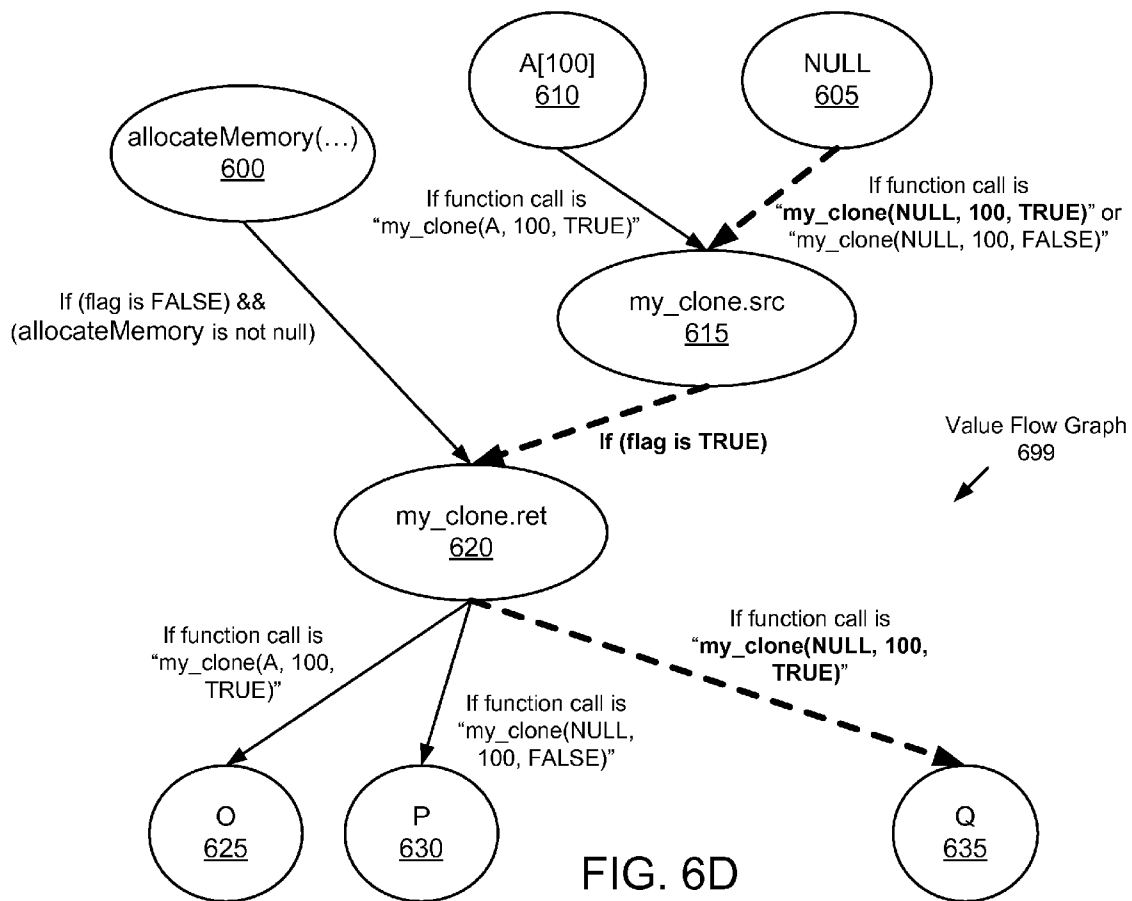 A[100]
610
NULL
605
allocateMemory(…)
600
If function call is
“my_clone(A, 100, TRUE)”
If function call is
“my_clone(NULL, 100, TRUE)” or
“my_clone(NULL, 100, FALSE)”
If (flag is FALSE) &&
(allocateMemory is not null)
my_clone.src
615
If (flag is TRUE)
Value Flow Graph
699
my_clone.ret
620
If function call is
“my_clone(A, 100,
TRUE)”
If function call is
“my_clone(NULL,
100, FALSE)”
If function call is
“my_clone(NULL, 100,
TRUE)”
O
625
P
630
Q
635
FIG. 6D